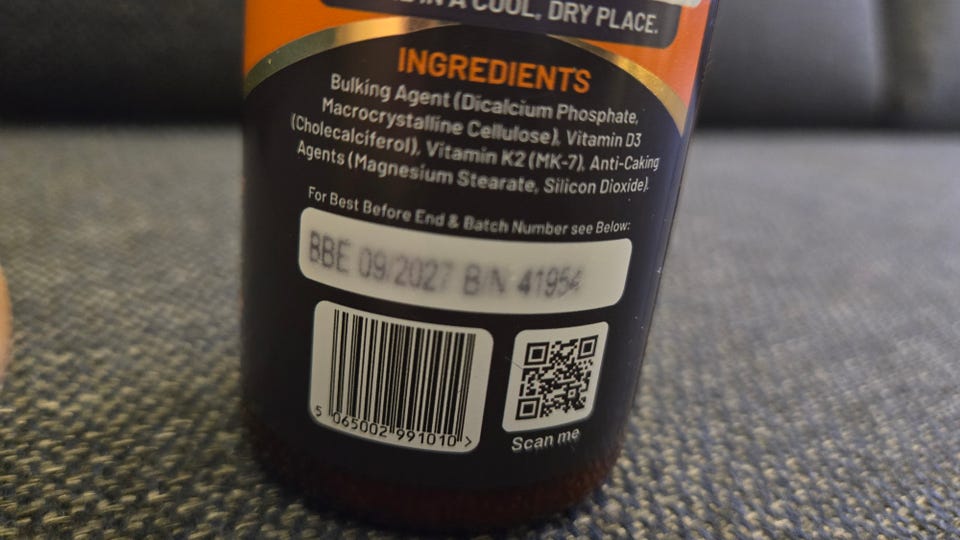 IN A COOL, DRY PLACE.
INGREDIENTS
Bulking Agent (Dicalcium Phosphate,
Macrocrystalline Cellulose), Vitamin D3
(Cholecalciferol), Vitamin K2 (MK-7), Anti-Caking
Agents (Magnesium Stearate, Silicon Dioxide).
For Best Before End & Batch Number see Below:
BBE 09/2027 B/N 41954
5 065002 991010 >
Scan me